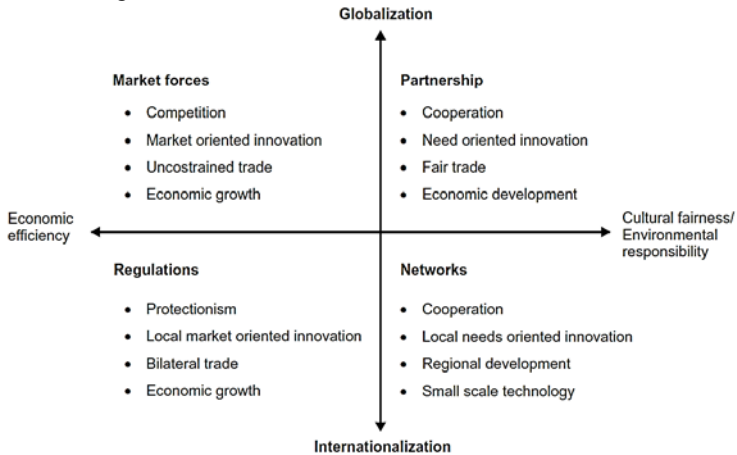 Globalization
Market forces
• Competition
• Market oriented innovation
• Uncostrained trade
• Economic growth
Partnership
• Cooperation
• Need oriented innovation
• Fair trade
• Economic development
Economic
efficiency
Cultural fairness/
Environmental
responsibility
Regulations
• Protectionism
• Local market oriented innovation
• Bilateral trade
• Economic growth
Networks
• Cooperation
• Local needs oriented innovation
• Regional development
• Small scale technology
Internationalization